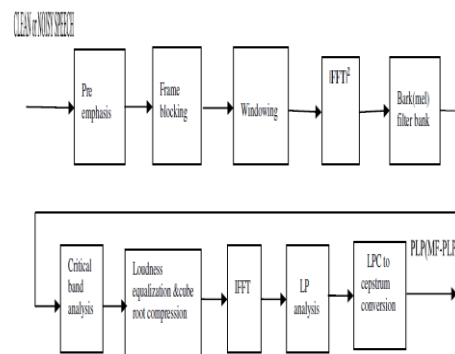 CLEAN or NOISY SPEECH
Pre
emphasis
Frame
blocking
Windowing
(FFT)²
Bark(mel)
filter bank
Critical
band
analysis
Loudness
equalization &cube
root compression
IFFT
LP
analysis
LPC to
cepstrum
conversion
PLP(MF-PLP